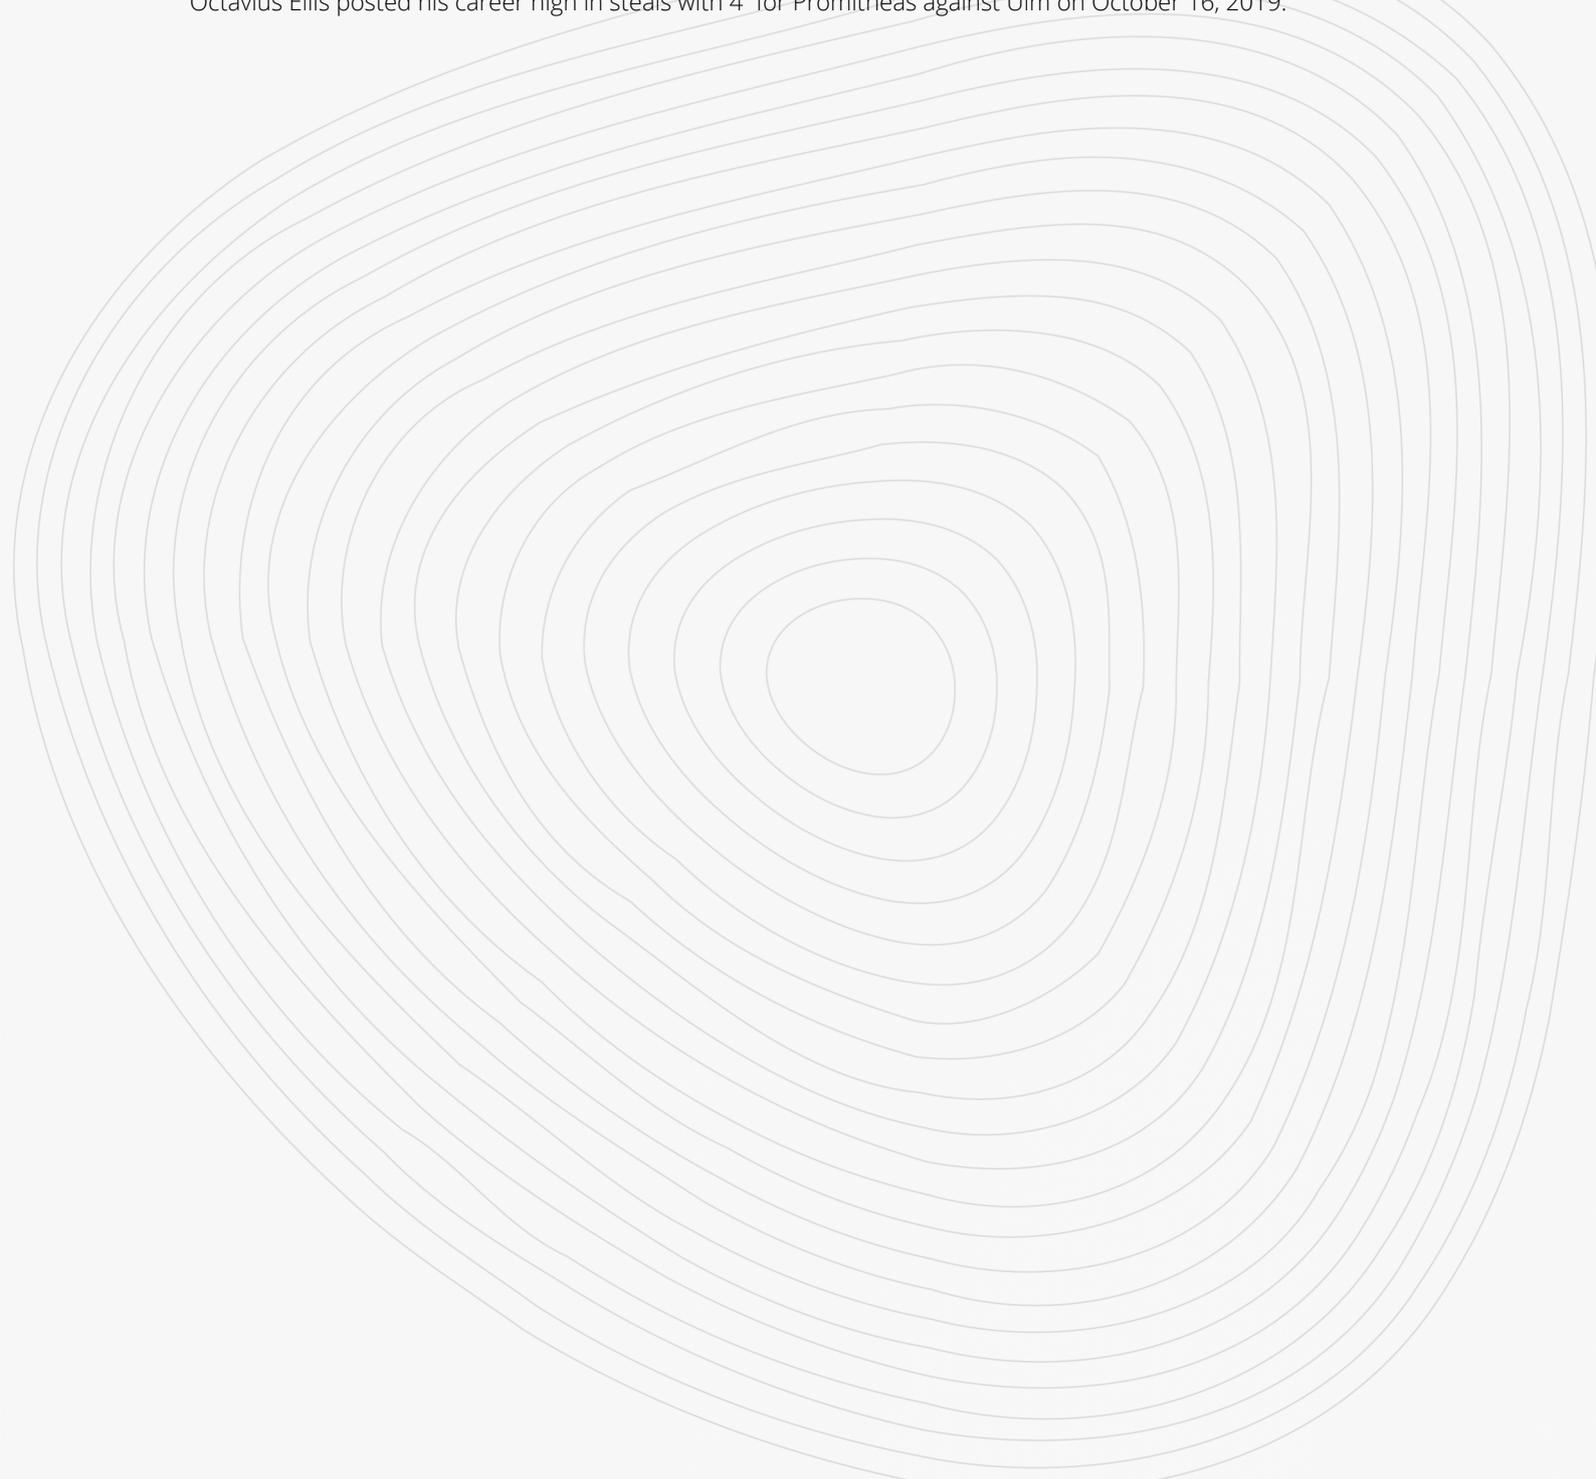 Octavius Ellis posted his career high in steals with 4 for Promitheas against Ulm on October 16, 2019.